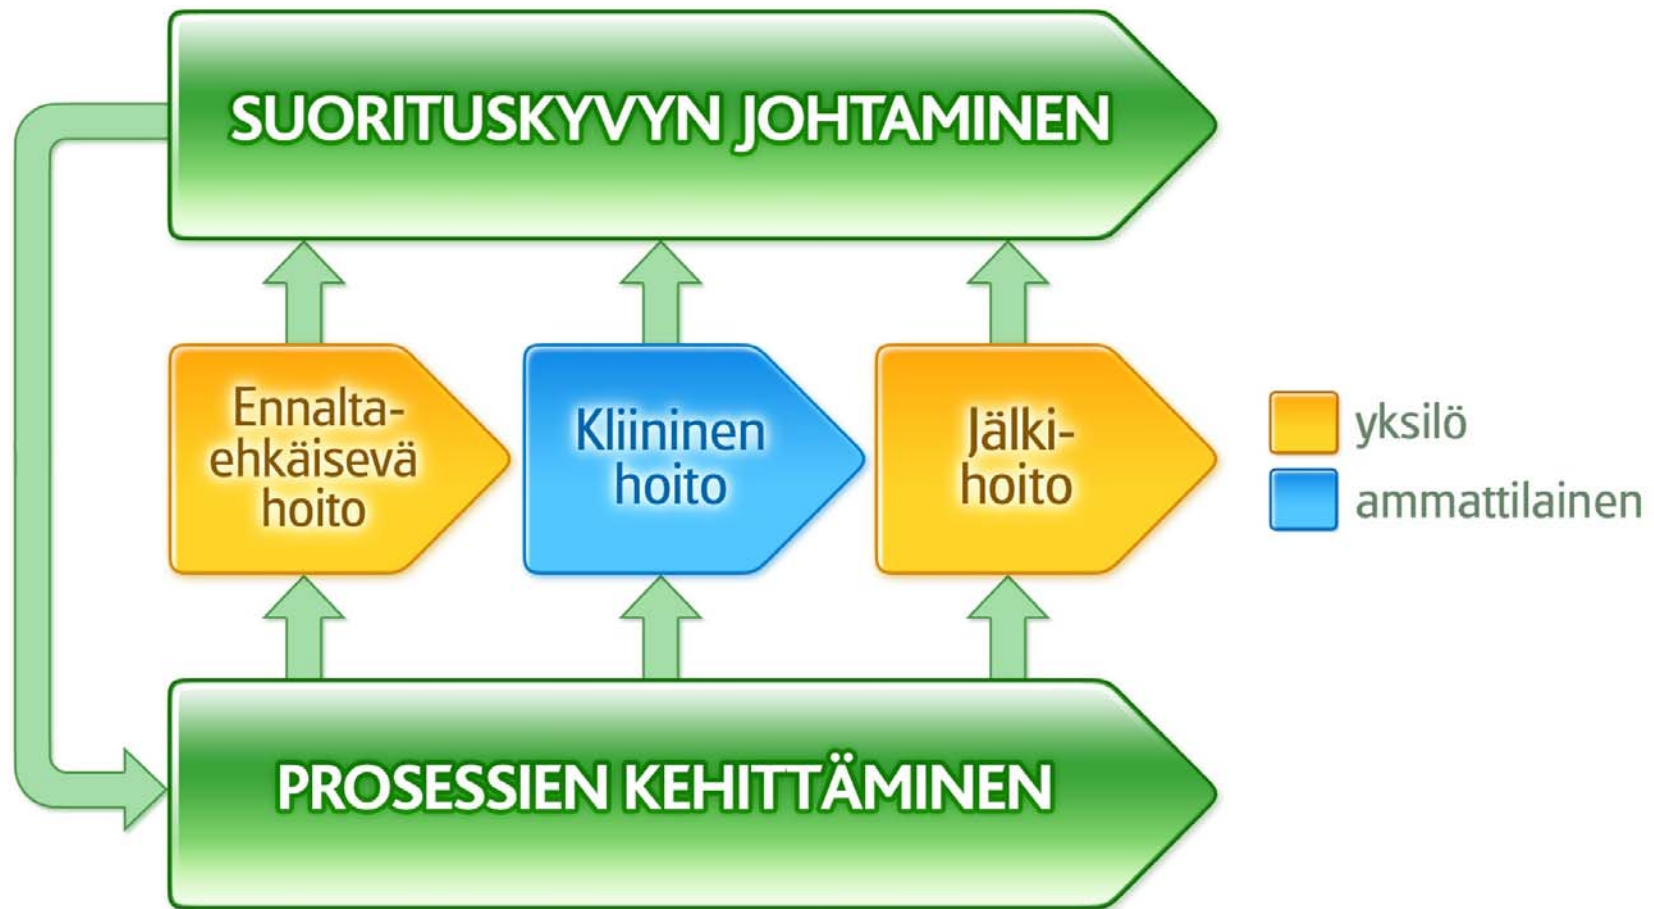 SUORITUSKYVYN JOHTAMINEN
Ennalta-
ehkäisevä
hoito
Kliininen
hoito
Jälki-
hoito
yksilö
ammattilainen
PROSESSIEN KEHITTÄMINEN